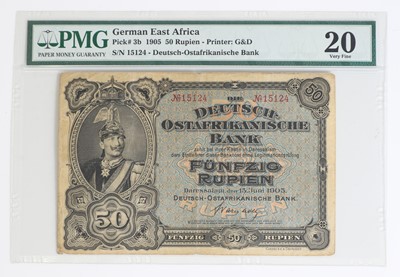 PMG
PAPER MONEY GUARANTY
German East Africa
Pick# 3b 1905 50 Rupien - Printer: G&D
S/N 15124 - Deutsch-Ostafrikanische Bank
20
Very Fine
№15124 №15124
50
DIE
DEUTSCH-
OSTAFRIKANISCHE
BANK
FÜNFZIG
RUPIEN
Daressalam den 15. Juni 1905.
DEUTSCH-OSTAFRIKANISCHE BANK.
50
FÜNFZIG 50 RUPIEN